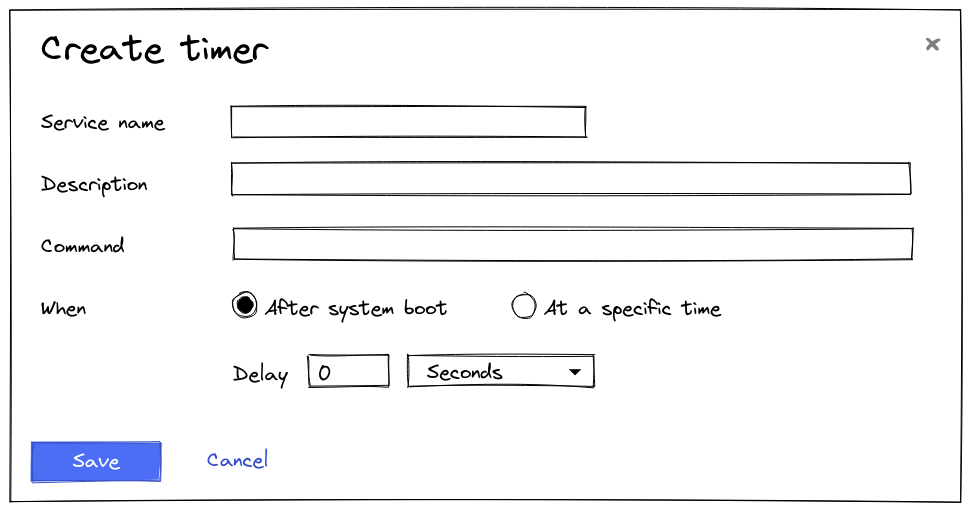 Create timer
Service name
Description
Command
When After system boot At a specific time
Delay 0 Seconds
Save Cancel